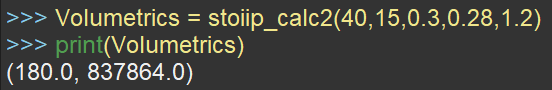 >>> Volumetrics = stoiip_calc2(40,15,0.3,0.28,1.2)
>>> print(Volumetrics)
(180.0, 837864.0)